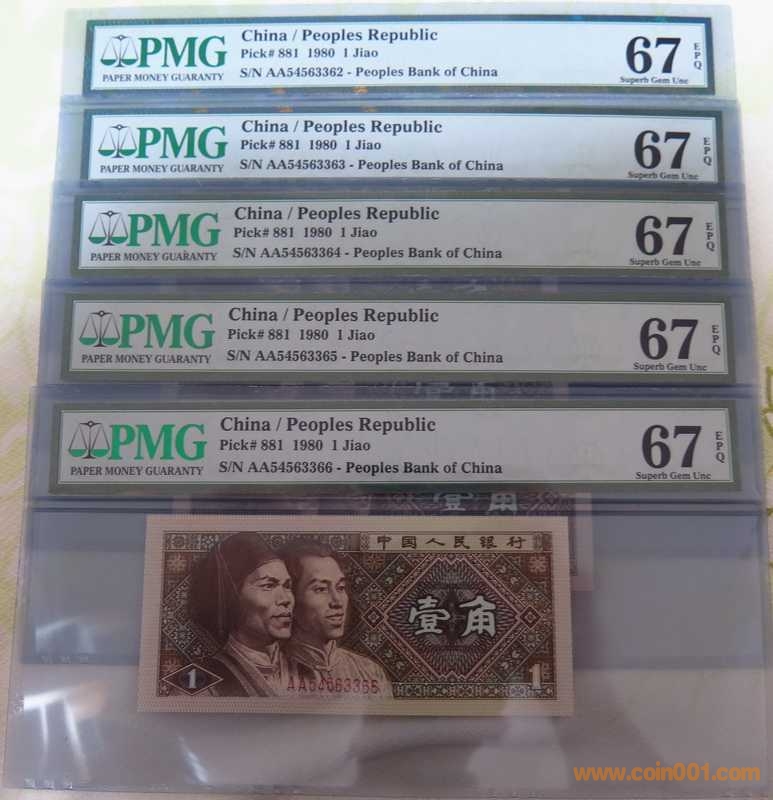 PMG
PAPER MONEY GUARANTY
China / Peoples Republic
Pick# 881 1980 1 Jiao
S/N AA54563362 - Peoples Bank of China
67
EPQ
Superb Gem Unc
PMG
PAPER MONEY GUARANTY
China / Peoples Republic
Pick# 881 1980 1 Jiao
S/N AA54563363 - Peoples Bank of China
67
EPQ
Superb Gem Unc
PMG
PAPER MONEY GUARANTY
China / Peoples Republic
Pick# 881 1980 1 Jiao
S/N AA54563364 - Peoples Bank of China
67
EPQ
Superb Gem Unc
PMG
PAPER MONEY GUARANTY
China / Peoples Republic
Pick# 881 1980 1 Jiao
S/N AA54563365 - Peoples Bank of China
67
EPQ
Superb Gem Unc
PMG
PAPER MONEY GUARANTY
China / Peoples Republic
Pick# 881 1980 1 Jiao
S/N AA54563366 - Peoples Bank of China
67
EPQ
Superb Gem Unc
壹角
中国人民银行
壹角
1
AA54563366
1
www.coin001.com